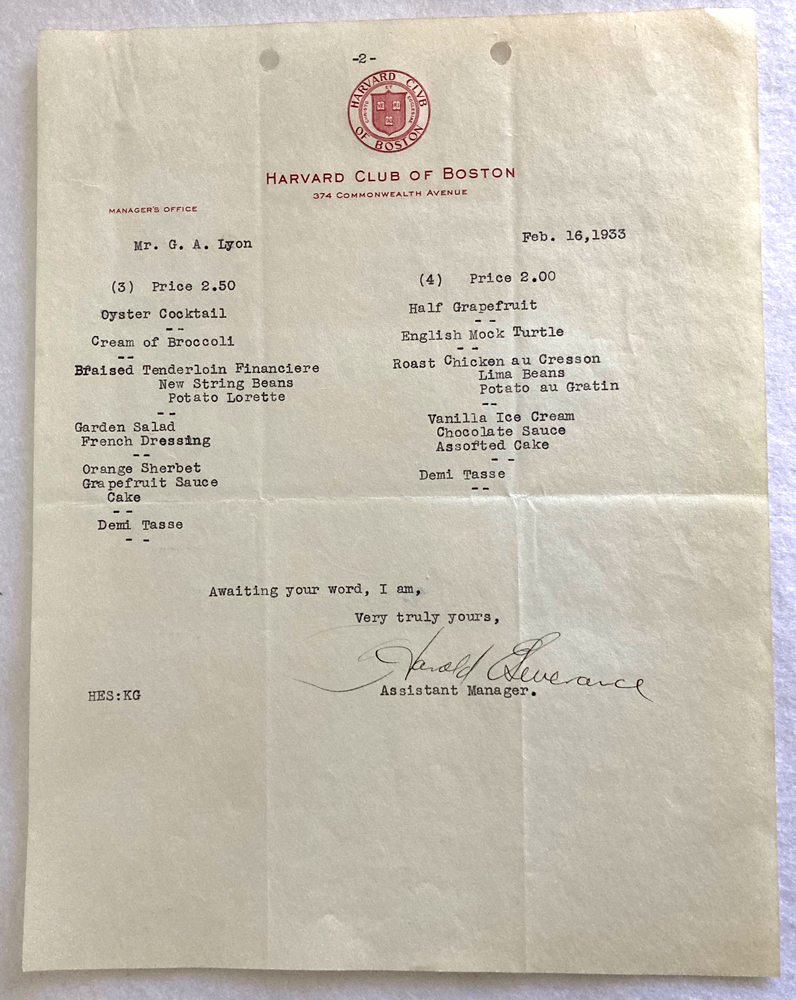 -2-
HARVARD CLVB OF BOSTON
HARVARD CLUB OF BOSTON
374 COMMONWEALTH AVENUE
MANAGER'S OFFICE
Mr. G. A. Lyon
Feb. 16,1933
(3) Price 2.50
Oyster Cocktail
--
Cream of Broccoli
--
Braised Tenderloin Financiere
New String Beans
Potato Lorette
--
Garden Salad
French Dressing
--
Orange Sherbet
Grapefruit Sauce
Cake
--
Demi Tasse
- -
(4) Price 2.00
Half Grapefruit
- -
English Mock Turtle
- -
Roast Chicken au Cresson
Lima Beans
Potato au Gratin
--
Vanilla Ice Cream
Chocolate Sauce
Assorted Cake
- -
Demi Tasse
--
Awaiting your word, I am,
Very truly yours,
Harold E Severance
Assistant Manager.
HES:KG